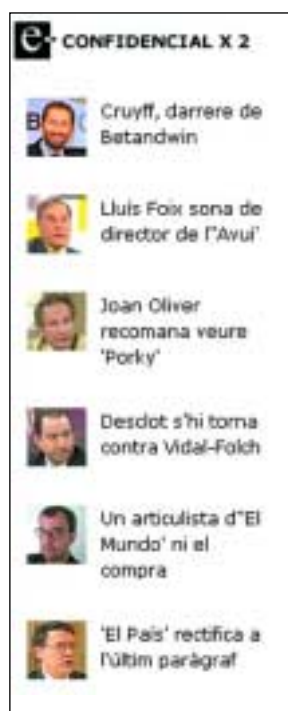 e+ CONFIDENCIAL X 2
Cruyff, darrere de
Betandwin
Lluís Foix sona de
director de l''Avui'
Joan Oliver
recomana veure
'Porky'
Desclot s'hi torna
contra Vidal-Folch
Un articulista d''El
Mundo' ni el
compra
'El País' rectifica a
l'últim paràgraf